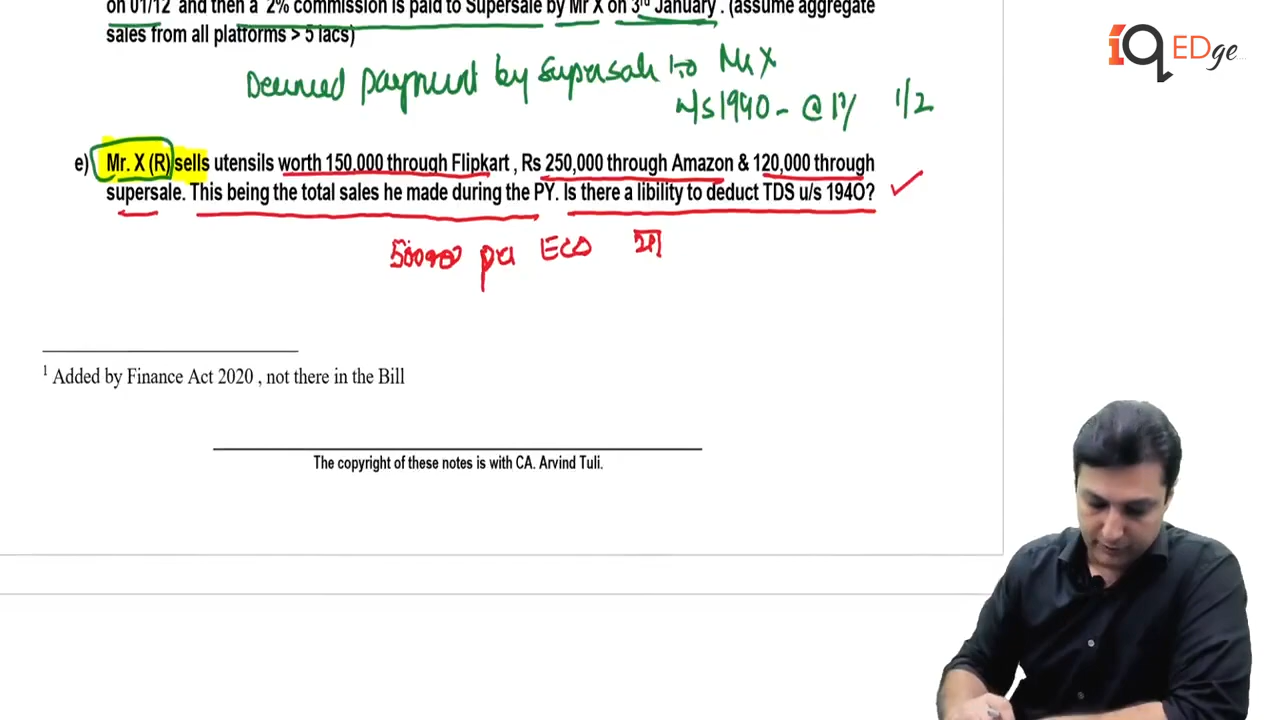 on 01/12 and then a 2% commission is paid to Supersale by Mr X on 3rd January . (assume aggregate
sales from all platforms > 5 lacs)
iQ EDge
Deemed payment by Supersale to Mr X
u/s 194O - @ 1% 1/2
e) Mr. X (R) sells utensils worth 150,000 through Flipkart , Rs 250,000 through Amazon & 120,000 through
supersale. This being the total sales he made during the PY. Is there a libility to deduct TDS u/s 194O?
500000 per ECO
1 Added by Finance Act 2020 , not there in the Bill
The copyright of these notes is with CA. Arvind Tuli.